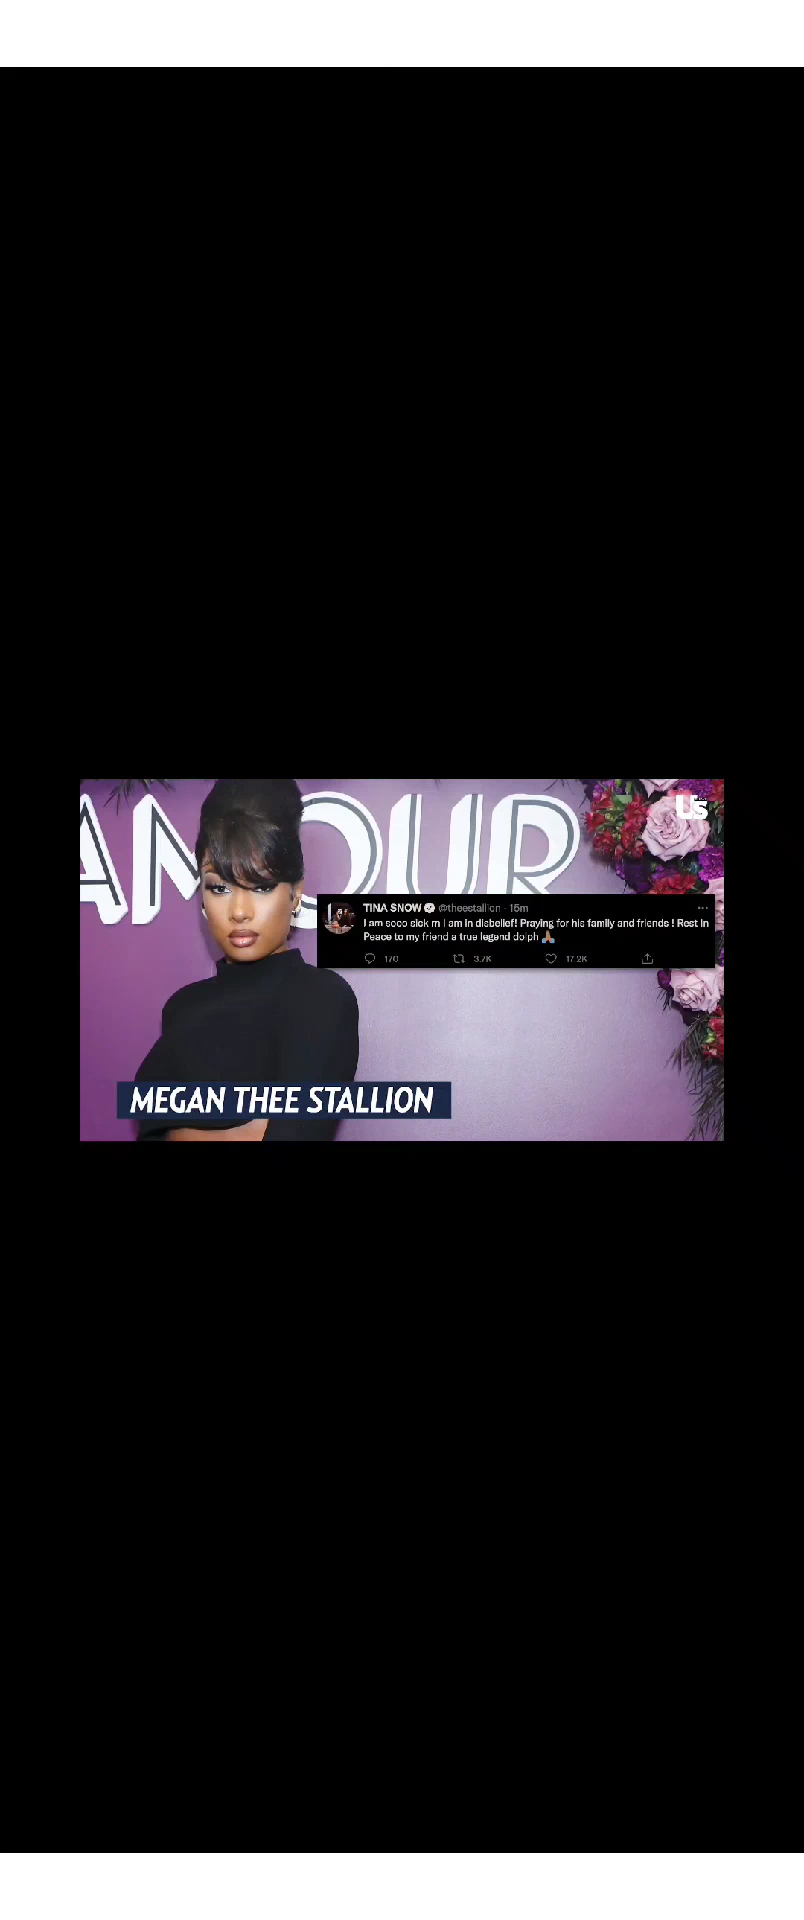 AMOUR
Us
TINA SNOW @theestallion · 15m
I am sooo sick rn I am in disbelief! Praying for his family and friends ! Rest in
Peace to my friend a true legend dolph 🙏🏽
170 3.7K 17.2K
MEGAN THEE STALLION